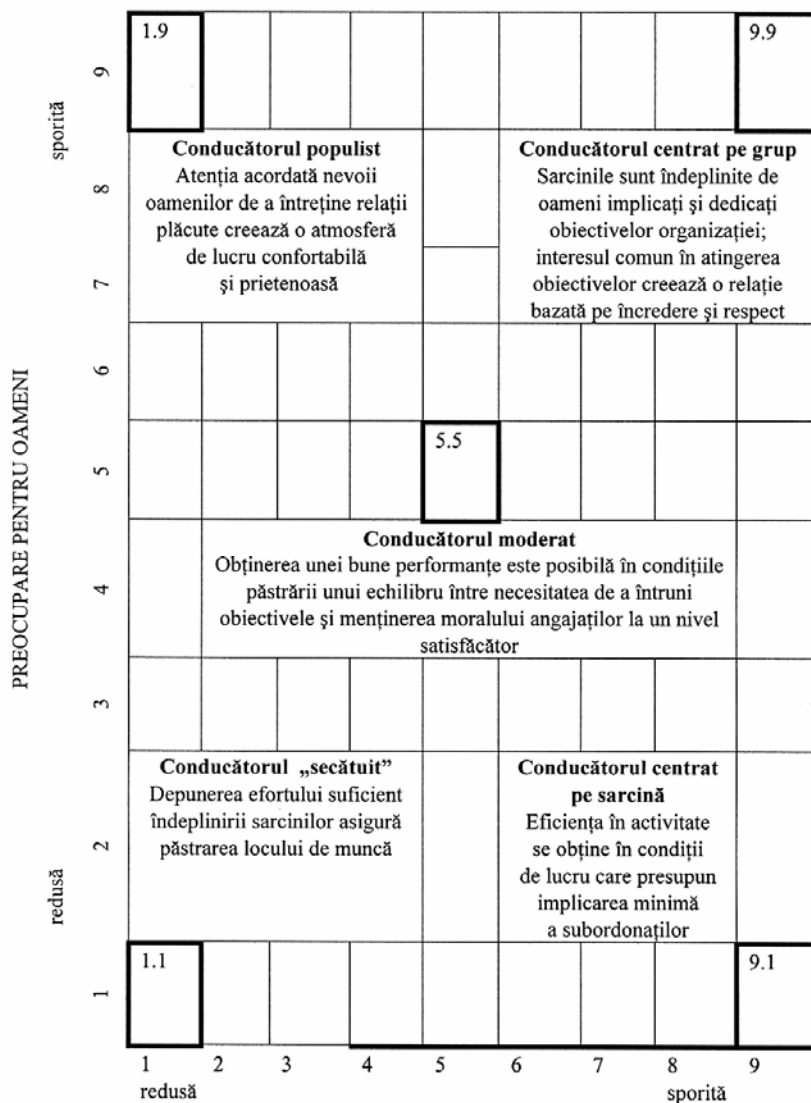 1.9
9.9
Conducătorul populist
Atenția acordată nevoii
oamenilor de a întreține relații
plăcute creează o atmosferă
de lucru confortabilă
și prietenoasă
Conducătorul centrat pe grup
Sarcinile sunt îndeplinite de
oameni implicați și dedicați
obiectivelor organizației;
interesul comun în atingerea
obiectivelor creează o relație
bazată pe încredere și respect
5.5
Conducătorul moderat
Obținerea unei bune performanțe este posibilă în condițiile
păstrării unui echilibru între necesitatea de a întruni
obiectivele și menținerea moralului angajaților la un nivel
satisfăcător
Conducătorul „secătuit”
Depunerea efortului suficient
îndeplinirii sarcinilor asigură
păstrarea locului de muncă
Conducătorul centrat
pe sarcină
Eficiența în activitate
se obține în condiții
de lucru care presupun
implicarea minimă
a subordonaților
1.1
9.1
PREOCUPARE PENTRU OAMENI
redusă
sporită
1 2 3 4 5 6 7 8 9
1 2 3 4 5 6 7 8 9
redusă
sporită